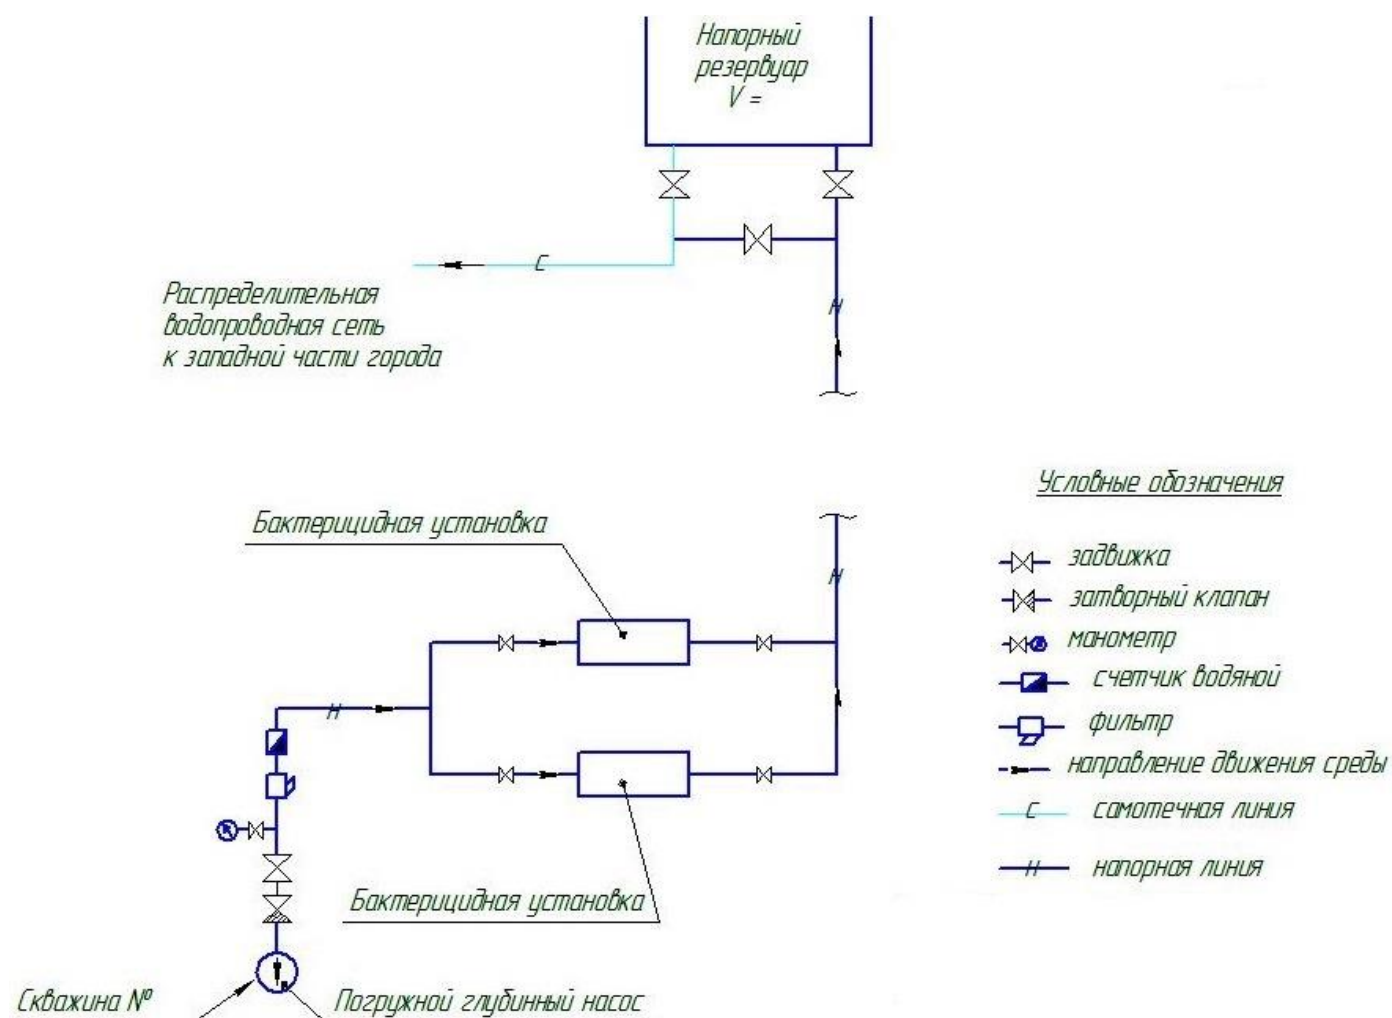 Напорный
резервуар
V =
С
Распределительная
водопроводная сеть
к западной части города
Н
Условные обозначения
Бактерицидная установка
Н
задвижка
затворный клапан
манометр
счетчик водяной
фильтр
направление движения среды
С самотечная линия
Н напорная линия
Н
Бактерицидная установка
Скважина №
Погружной глубинный насос